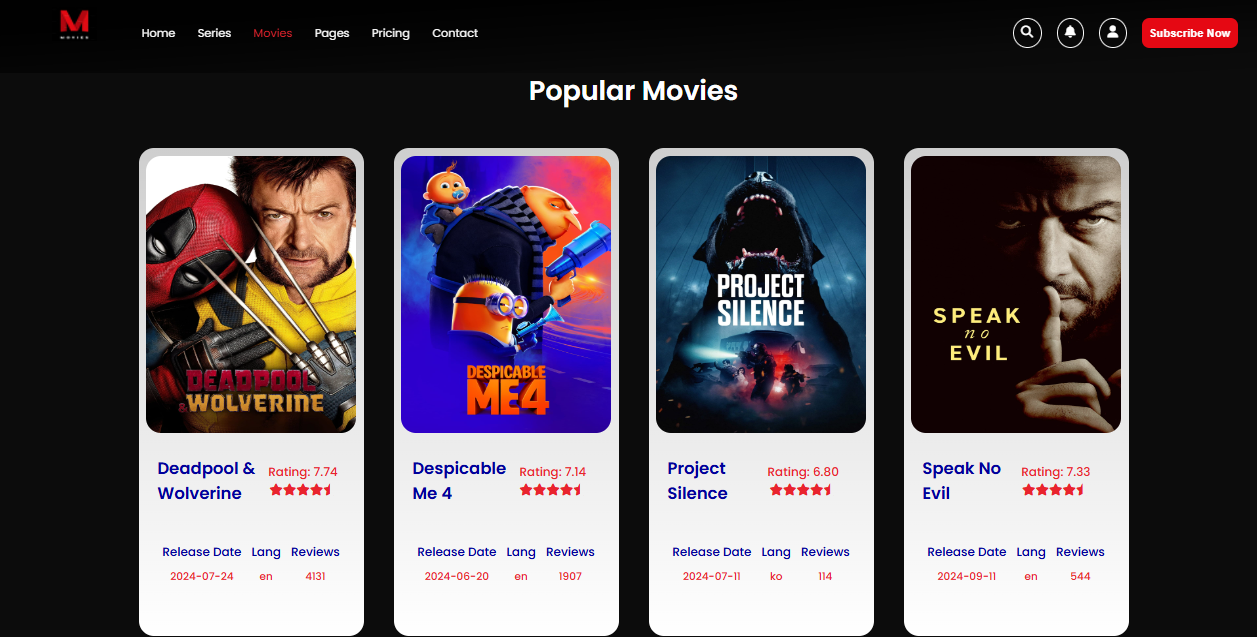 M
MOVIES
Home Series Movies Pages Pricing Contact Subscribe Now
Popular Movies
DEADPOOL
&WOLVERINE
DESPICABLE
ME4
PROJECT
SILENCE
SPEAK
no
EVIL
Deadpool &
Wolverine
Rating: 7.74
Despicable
Me 4
Rating: 7.14
Project
Silence
Rating: 6.80
Speak No
Evil
Rating: 7.33
Release Date Lang Reviews
2024-07-24 en 4131
Release Date Lang Reviews
2024-06-20 en 1907
Release Date Lang Reviews
2024-07-11 ko 114
Release Date Lang Reviews
2024-09-11 en 544